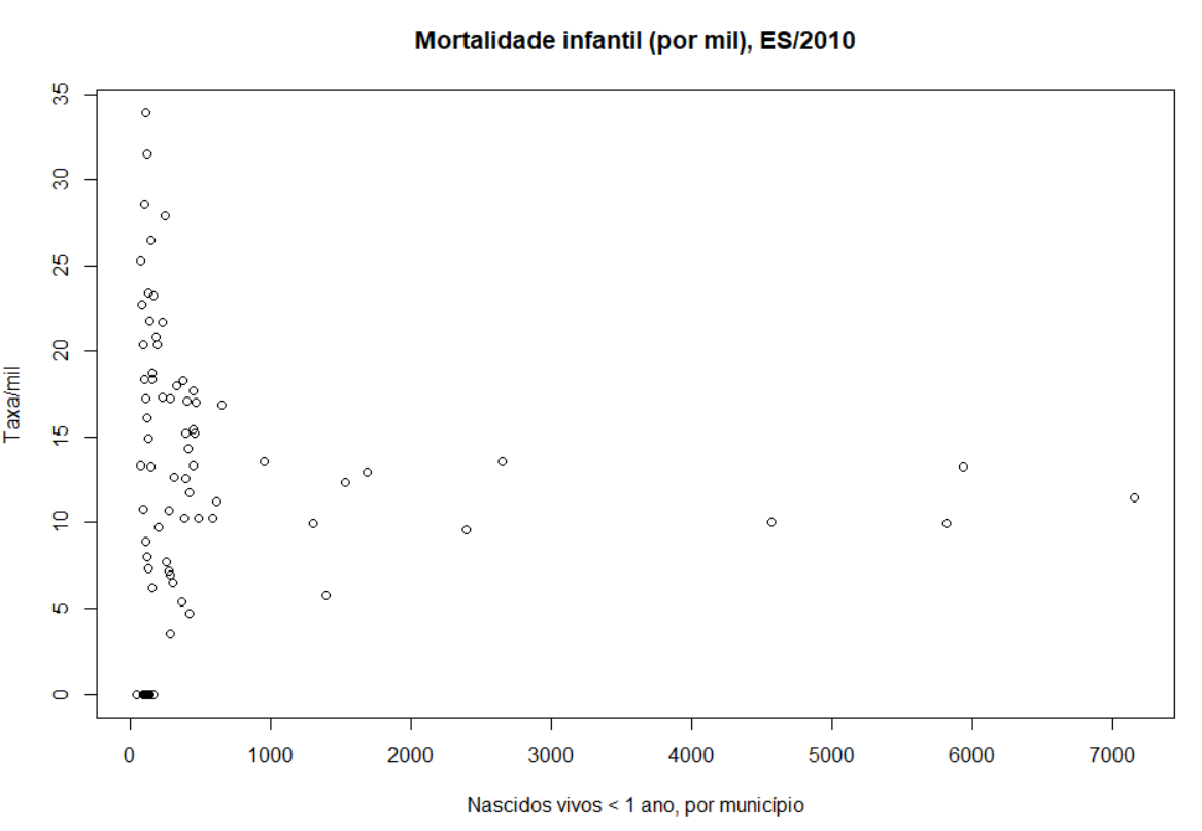 Mortalidade infantil (por mil), ES/2010
Taxa/mil
35
30
25
20
15
10
5
0
0 1000 2000 3000 4000 5000 6000 7000
Nascidos vivos < 1 ano, por município